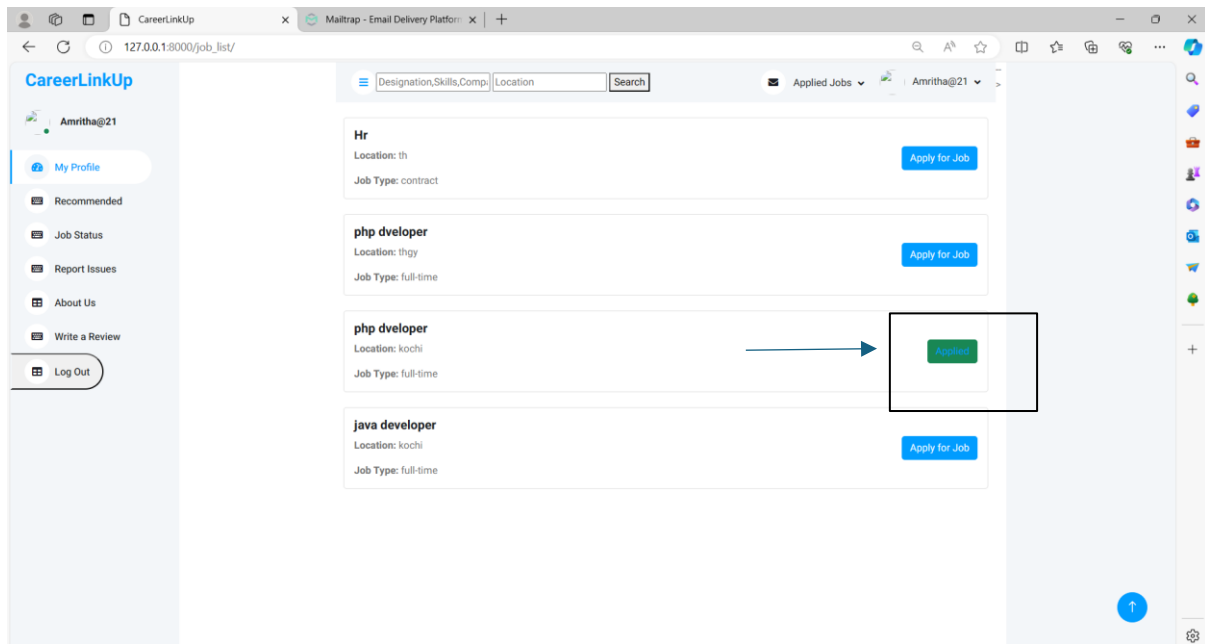 CareerLinkUp
Mailtrap - Email Delivery Platform
127.0.0.1:8000/job_list/
CareerLinkUp
Designation,Skills,Comp
Location
Search
Applied Jobs
Amritha@21
Amritha@21
My Profile
Recommended
Job Status
Report Issues
About Us
Write a Review
Log Out
Hr
Location: th
Job Type: contract
Apply for Job
php dveloper
Location: thgy
Job Type: full-time
Apply for Job
php dveloper
Location: kochi
Job Type: full-time
Applied
java developer
Location: kochi
Job Type: full-time
Apply for Job